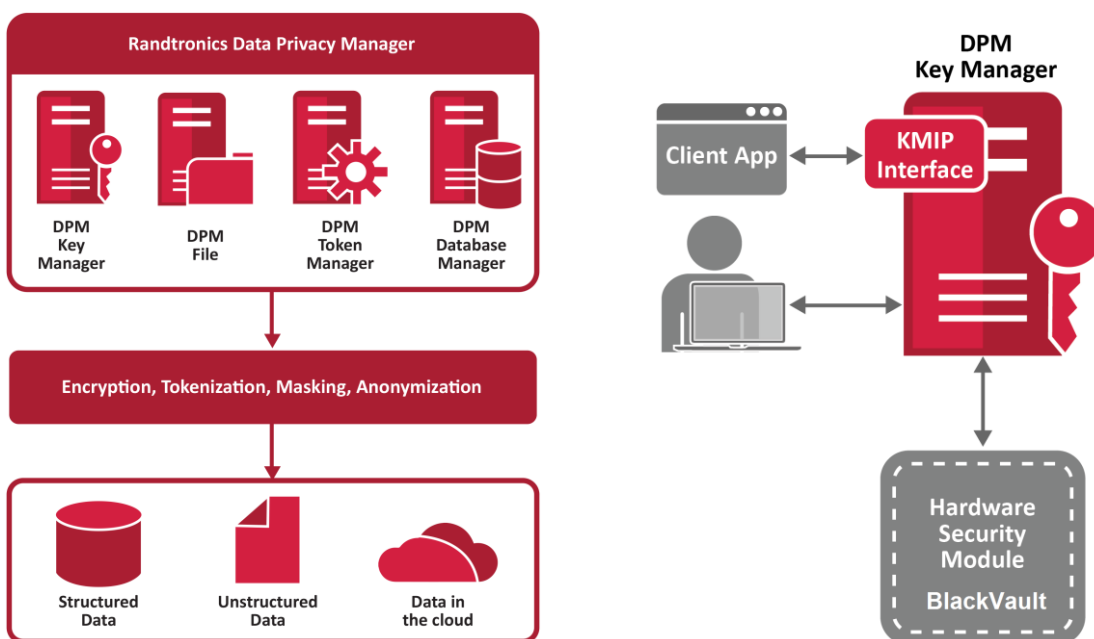 Randtronics Data Privacy Manager
DPM
Key
Manager
DPM
File
DPM
Token
Manager
DPM
Database
Manager
Encryption, Tokenization, Masking, Anonymization
Structured
Data
Unstructured
Data
Data in
the cloud
DPM
Key Manager
Client App
KMIP
Interface
Hardware
Security
Module
BlackVault